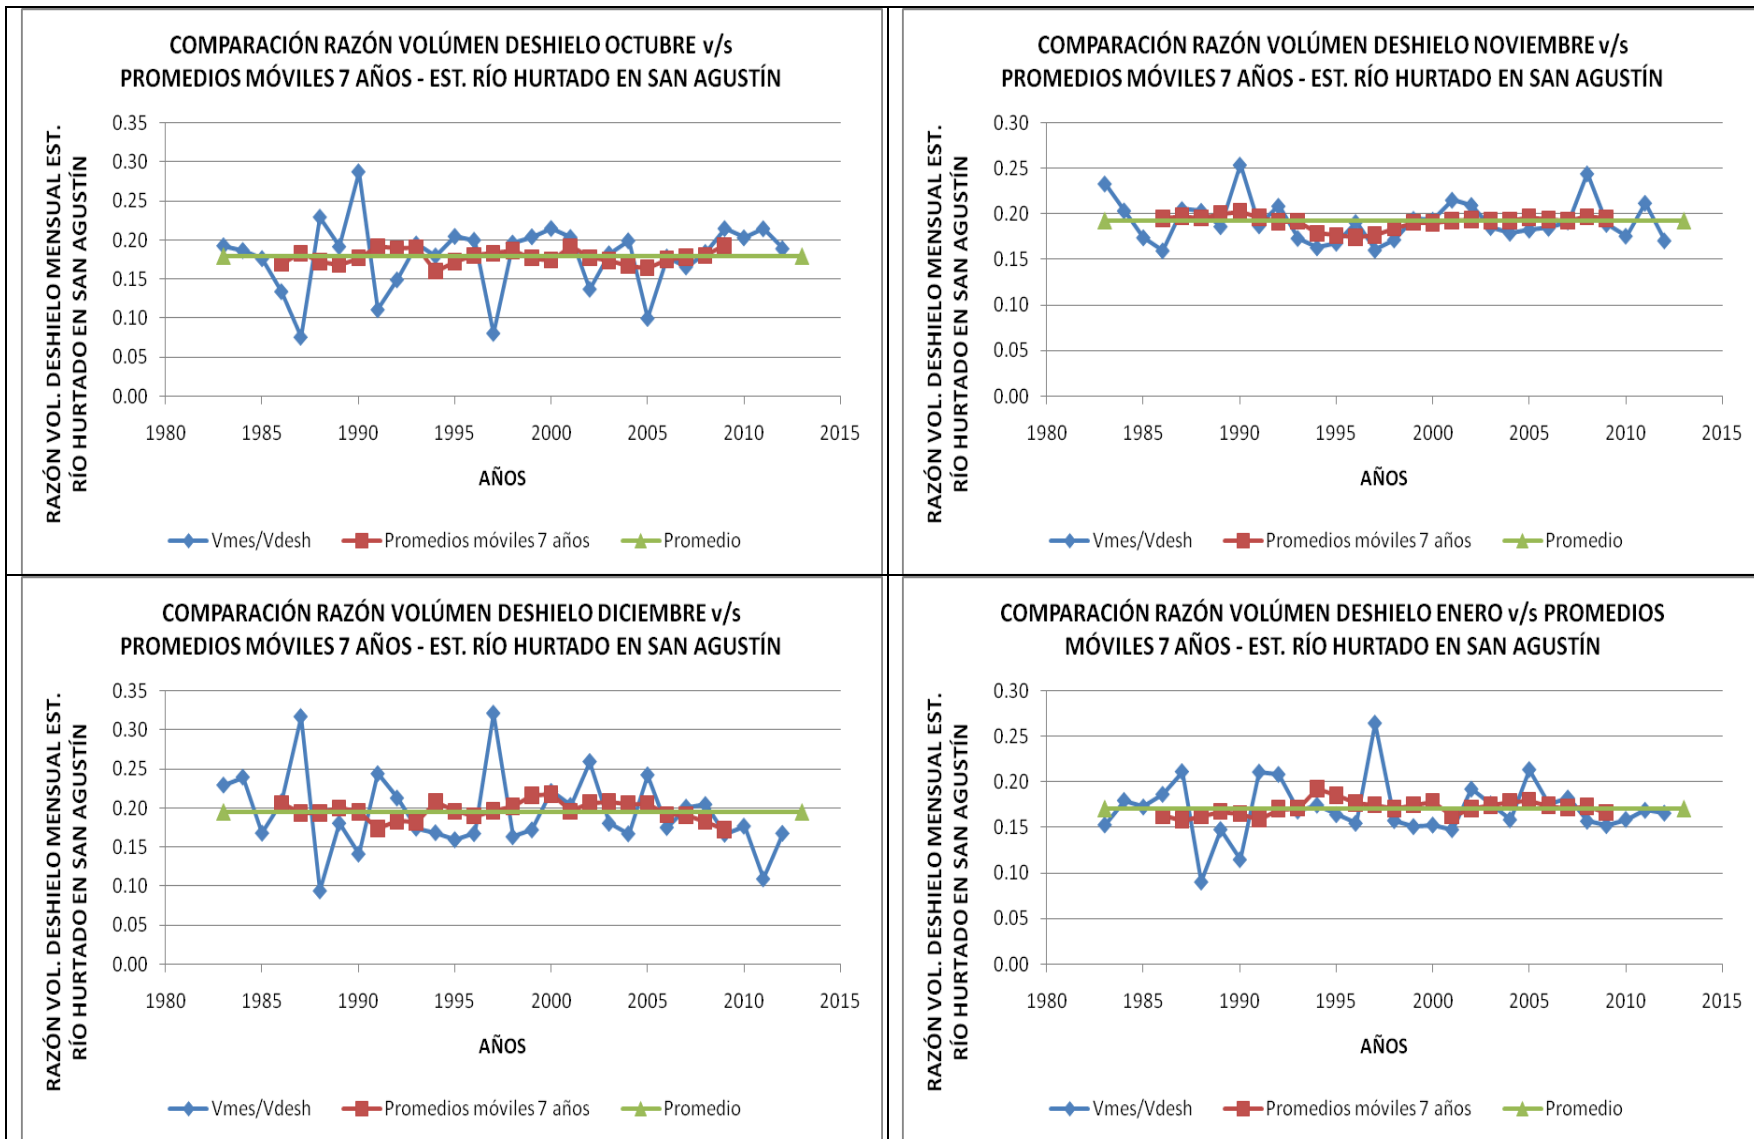 COMPARACIÓN RAZÓN VOLÚMEN DESHIELO OCTUBRE v/s
PROMEDIOS MÓVILES 7 AÑOS - EST. RÍO HURTADO EN SAN AGUSTÍN
RAZÓN VOL. DESHIELO MENSUAL EST.
RÍO HURTADO EN SAN AGUSTÍN
0.35
0.30
0.25
0.20
0.15
0.10
0.05
0.00
1980 1985 1990 1995 2000 2005 2010 2015
AÑOS
Vmes/Vdesh Promedios móviles 7 años Promedio
COMPARACIÓN RAZÓN VOLÚMEN DESHIELO NOVIEMBRE v/s
PROMEDIOS MÓVILES 7 AÑOS - EST. RÍO HURTADO EN SAN AGUSTÍN
RAZÓN VOL. DESHIELO MENSUAL EST.
RÍO HURTADO EN SAN AGUSTÍN
0.30
0.25
0.20
0.15
0.10
0.05
0.00
1980 1985 1990 1995 2000 2005 2010 2015
AÑOS
Vmes/Vdesh Promedios móviles 7 años Promedio
COMPARACIÓN RAZÓN VOLÚMEN DESHIELO DICIEMBRE v/s
PROMEDIOS MÓVILES 7 AÑOS - EST. RÍO HURTADO EN SAN AGUSTÍN
RAZÓN VOL. DESHIELO MENSUAL EST.
RÍO HURTADO EN SAN AGUSTÍN
0.35
0.30
0.25
0.20
0.15
0.10
0.05
0.00
1980 1985 1990 1995 2000 2005 2010 2015
AÑOS
Vmes/Vdesh Promedios móviles 7 años Promedio
COMPARACIÓN RAZÓN VOLÚMEN DESHIELO ENERO v/s PROMEDIOS
MÓVILES 7 AÑOS - EST. RÍO HURTADO EN SAN AGUSTÍN
RAZÓN VOL. DESHIELO MENSUAL EST.
RÍO HURTADO EN SAN AGUSTÍN
0.30
0.25
0.20
0.15
0.10
0.05
0.00
1980 1985 1990 1995 2000 2005 2010 2015
AÑOS
Vmes/Vdesh Promedios móviles 7 años Promedio